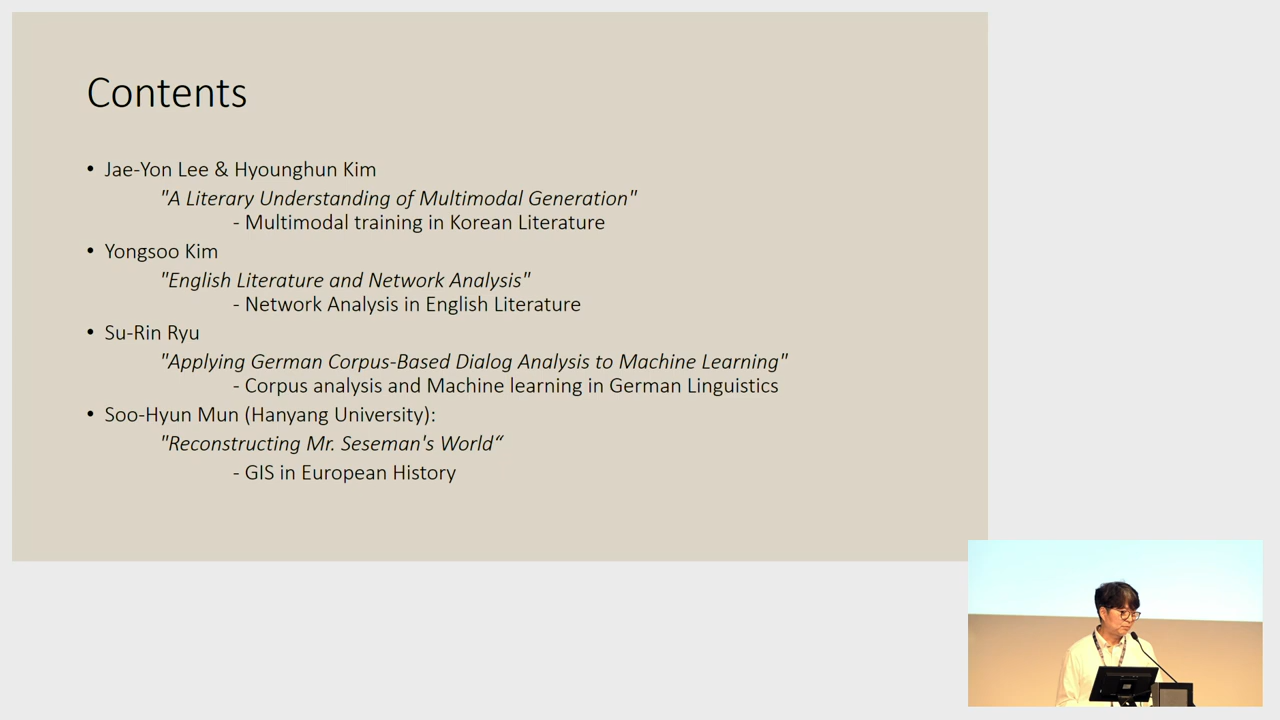 Contents
• Jae-Yon Lee & Hyounghun Kim
"A Literary Understanding of Multimodal Generation"
- Multimodal training in Korean Literature
• Yongsoo Kim
"English Literature and Network Analysis"
- Network Analysis in English Literature
• Su-Rin Ryu
"Applying German Corpus-Based Dialog Analysis to Machine Learning"
- Corpus analysis and Machine learning in German Linguistics
• Soo-Hyun Mun (Hanyang University):
"Reconstructing Mr. Seseman's World“
- GIS in European History